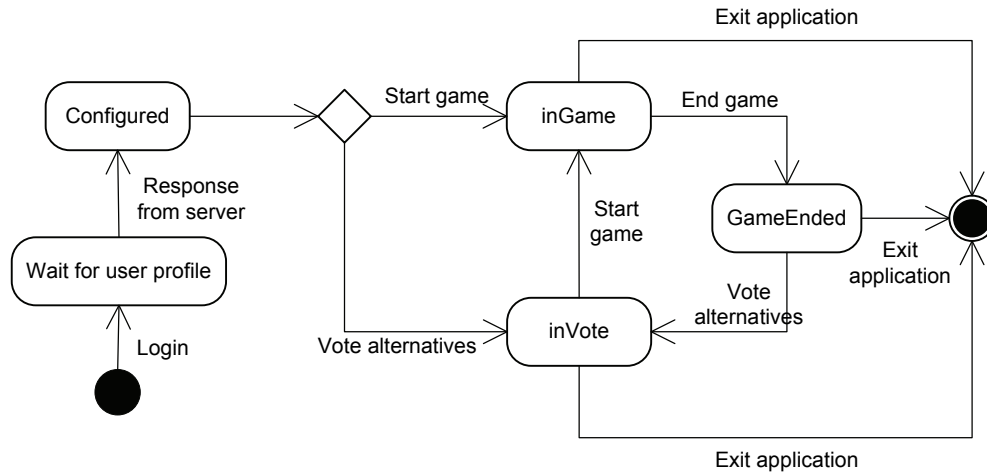 Exit application
Start game
End game
Configured
inGame
Response
from server
Start
game
GameEnded
Wait for user profile
Exit
application
Vote
alternatives
Login
Vote alternatives
inVote
Exit application